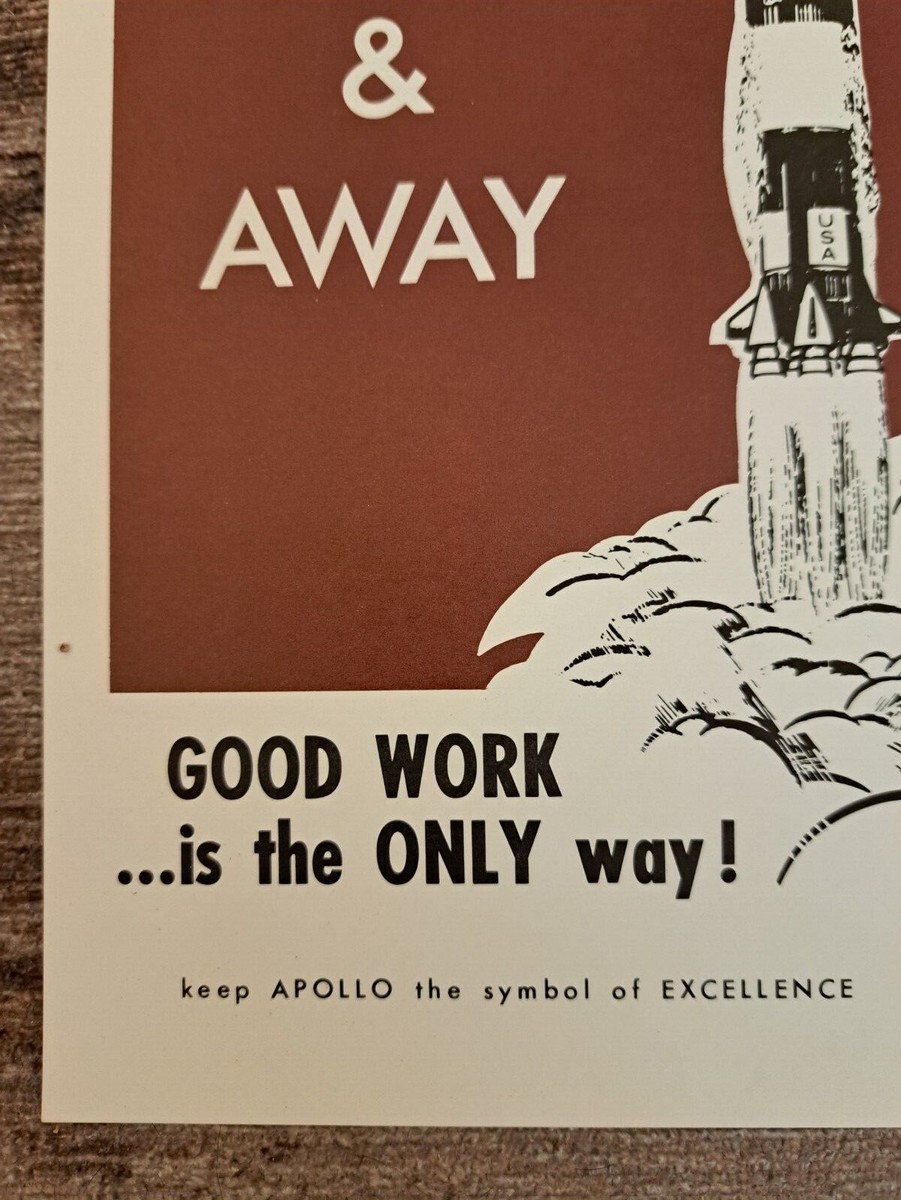 &
AWAY
USA
GOOD WORK
...is the ONLY way!
keep APOLLO the symbol of EXCELLENCE